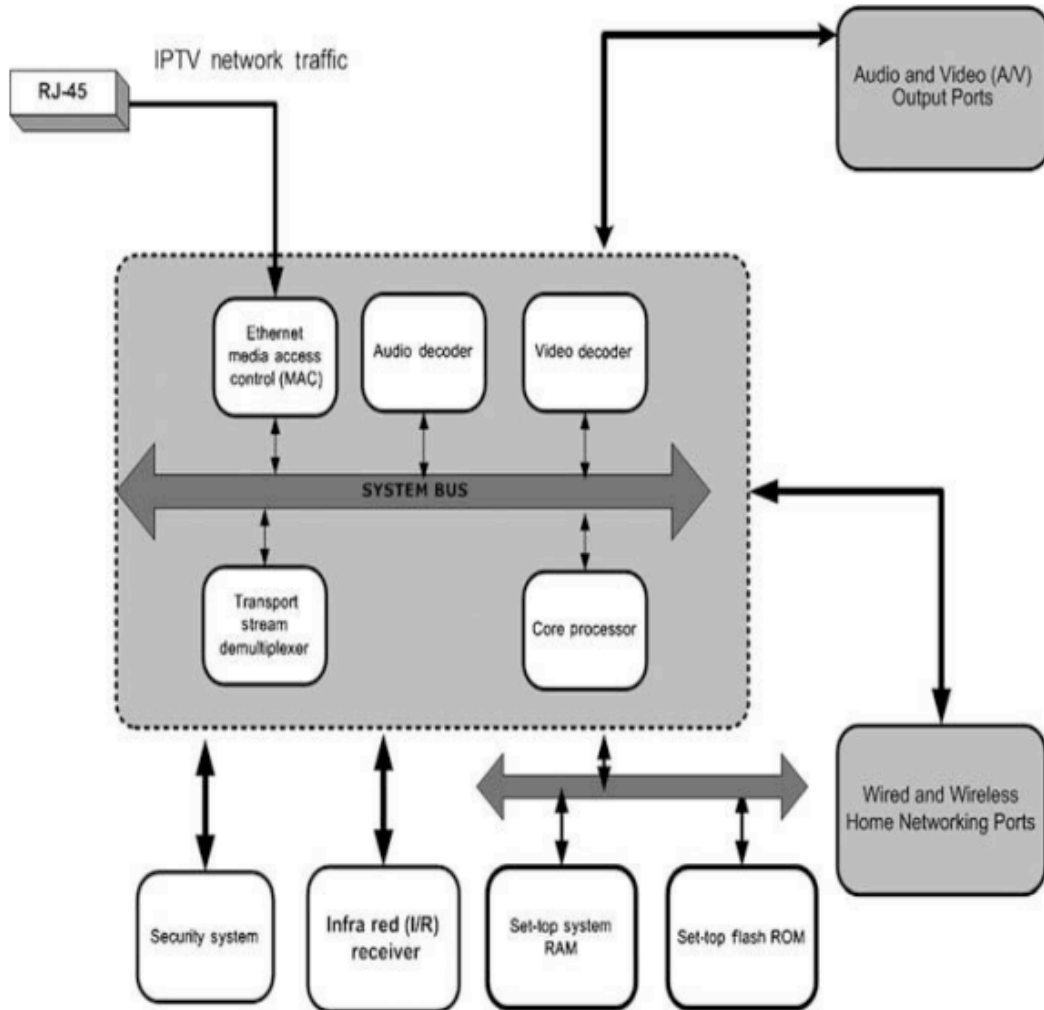 IPTV network traffic
RJ-45
Audio and Video (A/V)
Output Ports
Ethernet
media access
control (MAC)
Audio decoder
Video decoder
SYSTEM BUS
Transport
stream
demultiplexer
Core processor
Wired and Wireless
Home Networking Ports
Security system
Infra red (I/R)
receiver
Set-top system
RAM
Set-top flash ROM